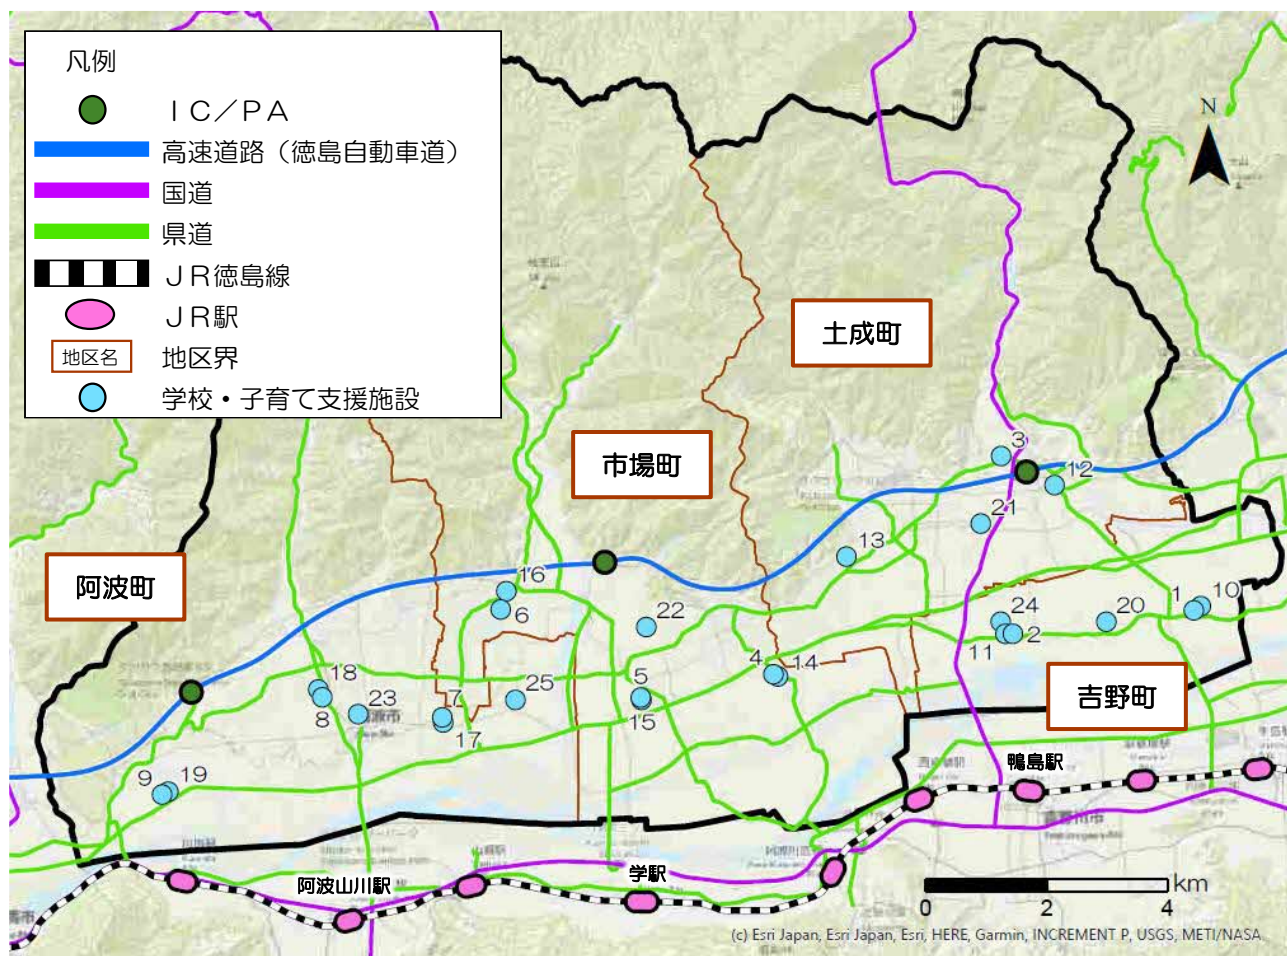 凡例
ＩＣ／ＰＡ
高速道路（徳島自動車道）
国道
県道
ＪＲ徳島線
ＪＲ駅
地区名 地区界
学校・子育て支援施設
N
土成町
市場町
阿波町
吉野町
3
12
21
13
16
6
22
24
11
2
20
1
10
4
14
5
15
18
8
23
7
17
25
9
19
鴨島駅
学駅
阿波山川駅
km
0 2 4
(c) Esri Japan, Esri Japan, Esri, HERE, Garmin, INCREMENT P, USGS, METI/NASA